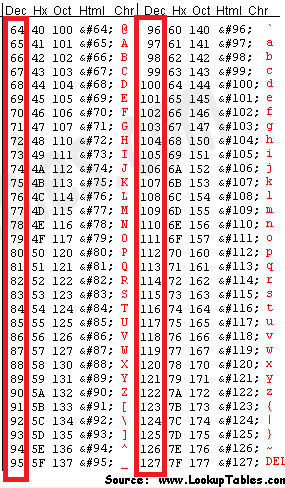 Dec Hx Oct Html Chr Dec Hx Oct Html Chr
64 40 100 &#64; @ 96 60 140 &#96; `
65 41 101 &#65; A 97 61 141 &#97; a
66 42 102 &#66; B 98 62 142 &#98; b
67 43 103 &#67; C 99 63 143 &#99; c
68 44 104 &#68; D 100 64 144 &#100; d
69 45 105 &#69; E 101 65 145 &#101; e
70 46 106 &#70; F 102 66 146 &#102; f
71 47 107 &#71; G 103 67 147 &#103; g
72 48 110 &#72; H 104 68 150 &#104; h
73 49 111 &#73; I 105 69 151 &#105; i
74 4A 112 &#74; J 106 6A 152 &#106; j
75 4B 113 &#75; K 107 6B 153 &#107; k
76 4C 114 &#76; L 108 6C 154 &#108; l
77 4D 115 &#77; M 109 6D 155 &#109; m
78 4E 116 &#78; N 110 6E 156 &#110; n
79 4F 117 &#79; O 111 6F 157 &#111; o
80 50 120 &#80; P 112 70 160 &#112; p
81 51 121 &#81; Q 113 71 161 &#113; q
82 52 122 &#82; R 114 72 162 &#114; r
83 53 123 &#83; S 115 73 163 &#115; s
84 54 124 &#84; T 116 74 164 &#116; t
85 55 125 &#85; U 117 75 165 &#117; u
86 56 126 &#86; V 118 76 166 &#118; v
87 57 127 &#87; W 119 77 167 &#119; w
88 58 130 &#88; X 120 78 170 &#120; x
89 59 131 &#89; Y 121 79 171 &#121; y
90 5A 132 &#90; Z 122 7A 172 &#122; z
91 5B 133 &#91; [ 123 7B 173 &#123; {
92 5C 134 &#92; \ 124 7C 174 &#124; |
93 5D 135 &#93; ] 125 7D 175 &#125; }
94 5E 136 &#94; ^ 126 7E 176 &#126; ~
95 5F 137 &#95; _ 127 7F 177 &#127; DEL
Source: www.LookupTables.com